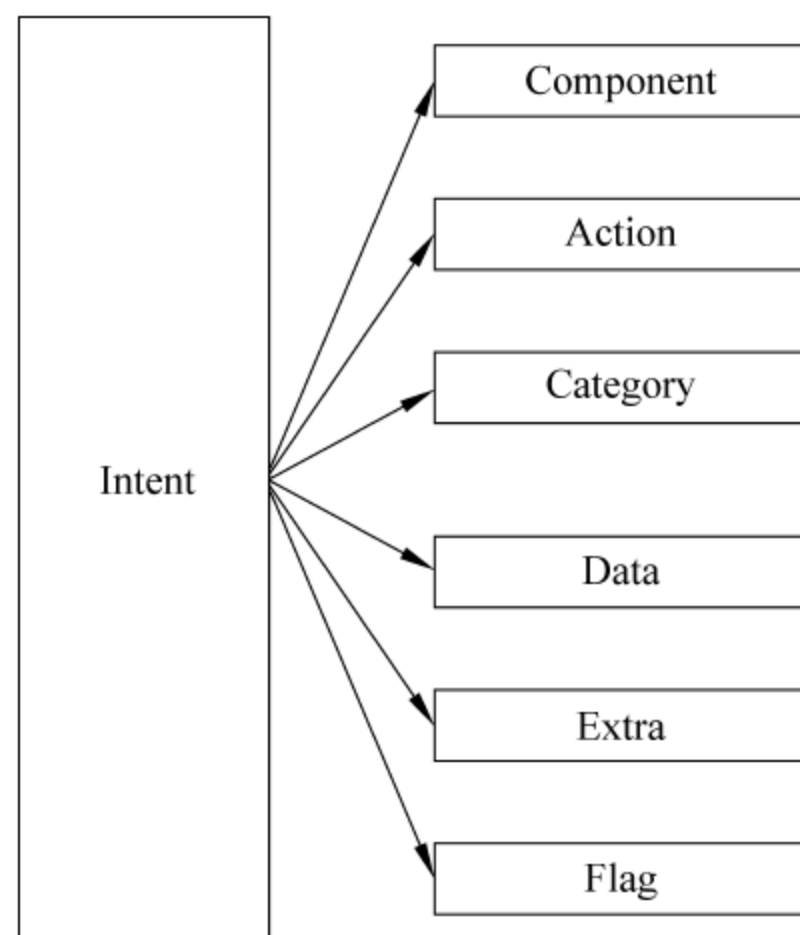 Component
Action
Category
Intent
Data
Extra
Flag